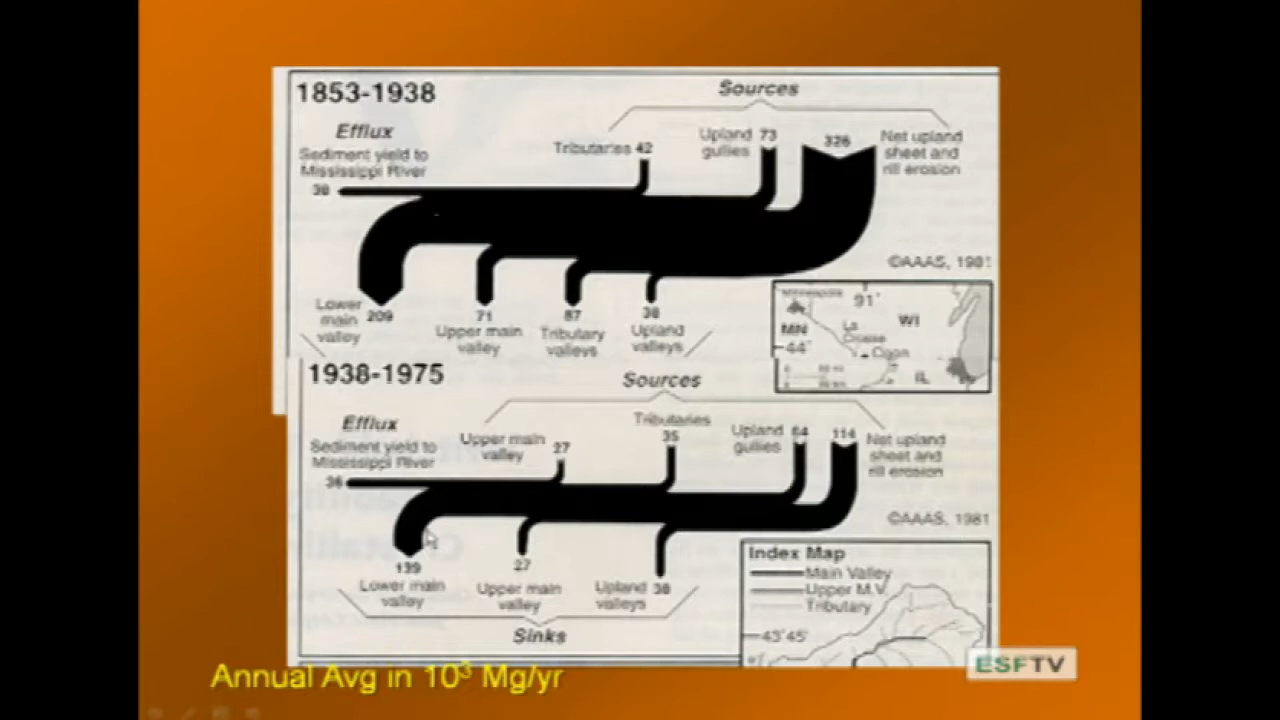 1853-1938
Sources
Efflux
Sediment yield to
Mississippi River
38
Tributaries 42
Upland 73
gullies
326
Net upland
sheet and
rill erosion
©AAAS, 1981
Lower
main
valley
209
71
Upper main
valley
87
Tributary
valleys
38
Upland
valleys
Minneapolis
91°
MN
WI
La
Crosse
44°
Coon
IL
1938-1975
Sources
Efflux
Sediment yield to
Mississippi River
36
Upper main
valley
27
Tributaries
35
Upland 64
gullies
114
Net upland
sheet and
rill erosion
©AAAS, 1981
139
Lower main
valley
27
Upper main
valley
Upland 38
valleys
Sinks
Index Map
Main Valley
Upper M.V.
Tributary
43°45'
Annual Avg in 10³ Mg/yr
ESFTV